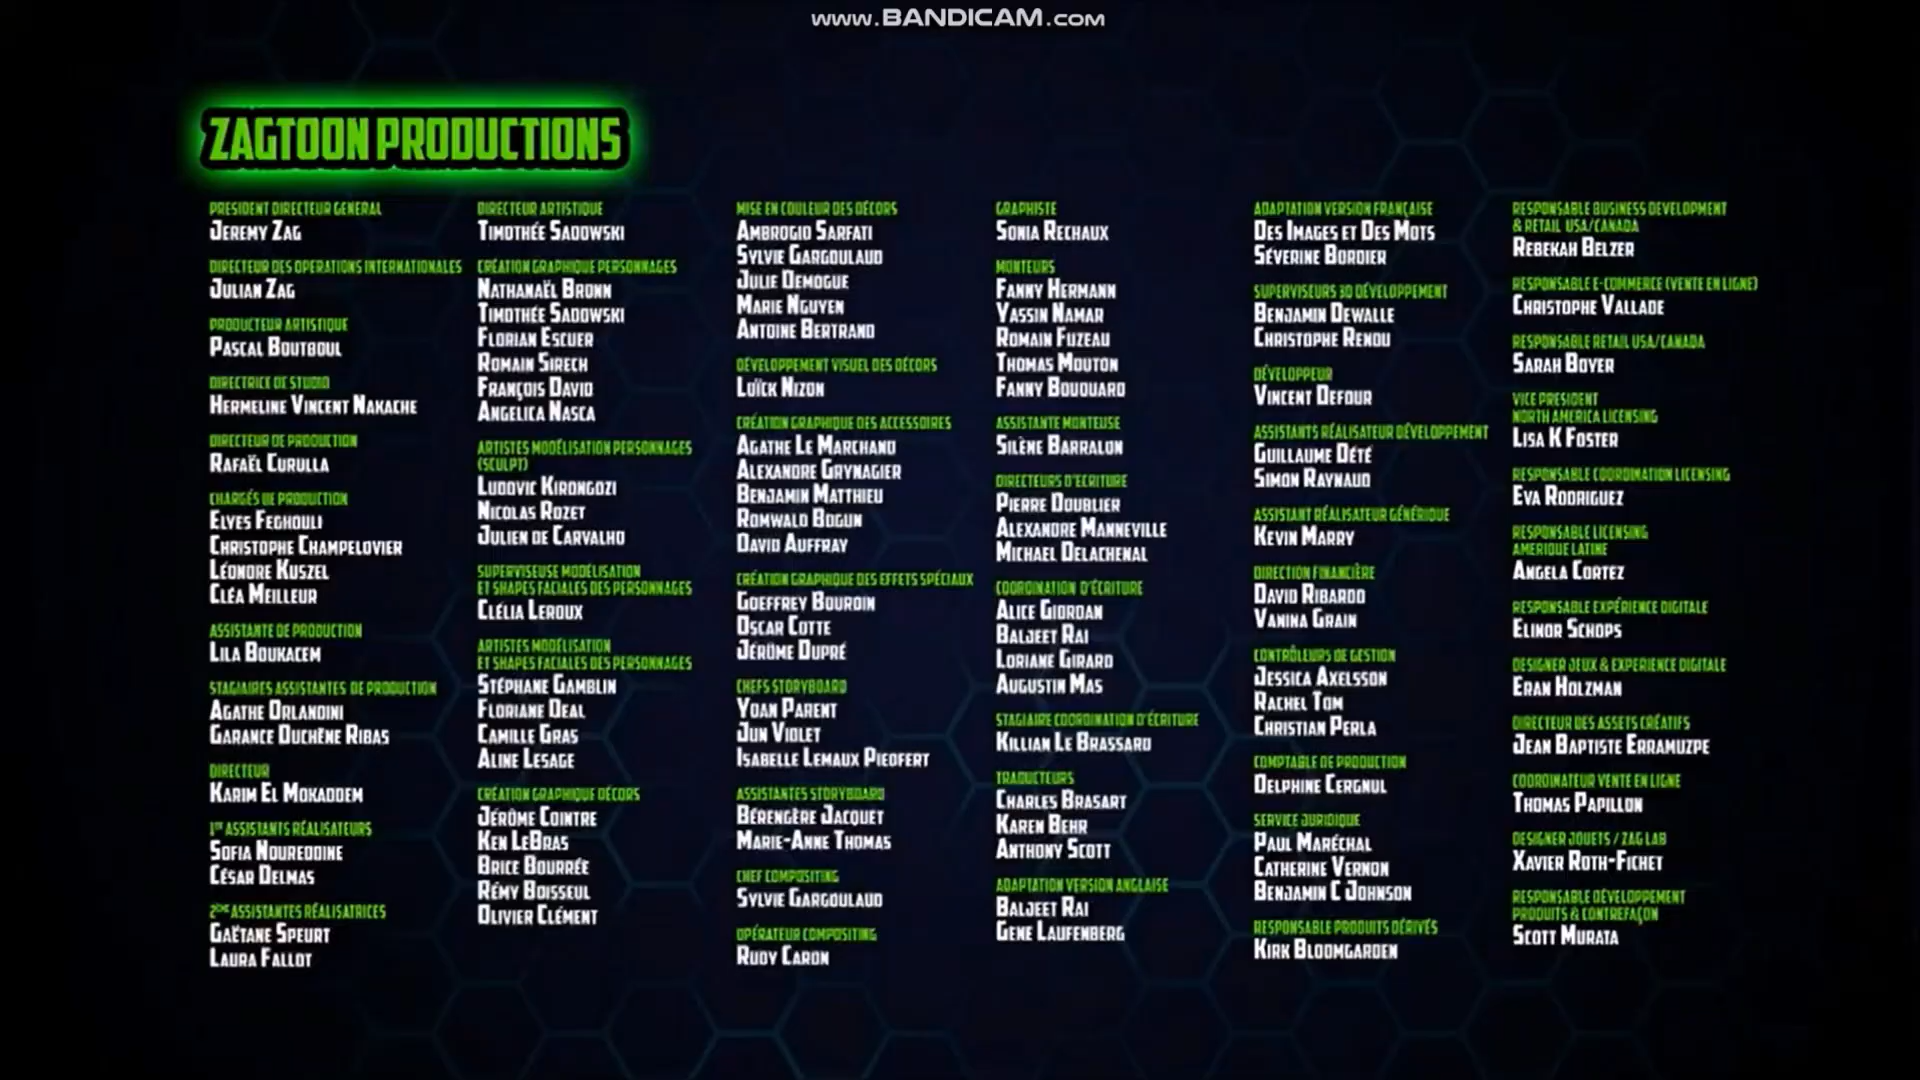 www.BANDICAM.com
ZAGTOON PRODUCTIONS
PRESIDENT DIRECTEUR GENERAL
JEREMY ZAG
DIRECTEUR DES OPERATIONS INTERNATIONALES
JULIAN ZAG
PRODUCTEUR ARTISTIQUE
PASCAL BOUTBOUL
DIRECTRICE DE STUDIO
HERMELINE VINCENT NAKACHE
DIRECTEUR DE PRODUCTION
RAFAËL CURULLA
CHARGÉS DE PRODUCTION
ELYES FEGHOULI
CHRISTOPHE CHAMPELOVIER
LÉONORE KUSZEL
CLÉA MEILLEUR
ASSISTANTE DE PRODUCTION
LILA BOUKACEM
STAGIAIRES ASSISTANTES DE PRODUCTION
AGATHE ORLANDINI
GARANCE DUCHÊNE RIBAS
DIRECTEUR
KARIM EL MOKADDEM
1ER ASSISTANTS RÉALISATEURS
SOFIA NOUREDDINE
CÉSAR DELMAS
2ÈME ASSISTANTES RÉALISATRICES
GAËTANE SPEURT
LAURA FALLOT
DIRECTEUR ARTISTIQUE
TIMOTHÉE SADOWSKI
CRÉATION GRAPHIQUE PERSONNAGES
NATHANAËL BRONN
TIMOTHÉE SADOWSKI
FLORIAN ESCUER
ROMAIN SIRECH
FRANÇOIS DAVID
ANGELICA NASCA
ARTISTES MODÉLISATION PERSONNAGES
(SCULPT)
LUDOVIC KIRONGOZI
NICOLAS ROZET
JULIEN DE CARVALHO
SUPERVISEUSE MODÉLISATION
ET SHAPES FACIALES DES PERSONNAGES
CLÉLIA LEROUX
ARTISTES MODÉLISATION
ET SHAPES FACIALES DES PERSONNAGES
STÉPHANE GAMBLIN
FLORIANE DEAL
CAMILLE GRAS
ALINE LESAGE
CRÉATION GRAPHIQUE DÉCORS
JÉRÔME COINTRE
KEN LEBRAS
BRICE BOURRÉE
RÉMY BOISSEUL
OLIVIER CLÉMENT
MISE EN COULEUR DES DÉCORS
AMBROGIO SARFATI
SYLVIE GARGOULAUD
JULIE DEMOGUE
MARIE NGUYEN
ANTOINE BERTRAND
DÉVELOPPEMENT VISUEL DES DÉCORS
LOÏCK NIZON
CRÉATION GRAPHIQUE DES ACCESSOIRES
AGATHE LE MARCHAND
ALEXANDRE GRYNAGIER
BENJAMIN MATTHIEU
ROMWALD BOGUN
DAVID AUFFRAY
CRÉATION GRAPHIQUE DES EFFETS SPÉCIAUX
GOEFFREY BOURDIN
OSCAR COTTE
JÉRÔME DUPRÉ
CHEFS STORYBOARD
YOAN PARENT
JUN VIOLET
ISABELLE LEMAUX PIEDFERT
ASSISTANTES STORYBOARD
BÉRENGÈRE JACQUET
MARIE-ANNE THOMAS
CHEF COMPOSITING
SYLVIE GARGOULAUD
OPÉRATEUR COMPOSITING
RUDY CARON
GRAPHISTE
SONIA RECHAUX
MONTEURS
FANNY HERMANN
YASSIN NAMAR
ROMAIN FUZEAU
THOMAS MOUTON
FANNY BOUQUARD
ASSISTANTE MONTEUSE
SILÈNE BARRALON
DIRECTEURS D'ECRITURE
PIERRE DOUBLIER
ALEXANDRE MANNEVILLE
MICHAEL DELACHENAL
COORDINATION D'ÉCRITURE
ALICE GIORDAN
BALJEET RAI
LORIANE GIRARD
AUGUSTIN MAS
STAGIAIRE COORDINATION D'ÉCRITURE
KILLIAN LE BRASSARD
TRADUCTEURS
CHARLES BRASART
KAREN BEHR
ANTHONY SCOTT
ADAPTATION VERSION ANGLAISE
BALJEET RAI
GENE LAUFENBERG
ADAPTATION VERSION FRANÇAISE
DES IMAGES ET DES MOTS
SÉVERINE BORDIER
SUPERVISEURS 3D DÉVELOPPEMENT
BENJAMIN DEWALLE
CHRISTOPHE RENOU
DÉVELOPPEUR
VINCENT DEFOUR
ASSISTANTS RÉALISATEUR DÉVELOPPEMENT
GUILLAUME DÉTÉ
SIMON RAYNAUD
ASSISTANT RÉALISATEUR GÉNÉRIQUE
KEVIN MARRY
DIRECTION FINANCIÈRE
DAVID RIBARDO
VANINA GRAIN
CONTRÔLEURS DE GESTION
JESSICA AXELSSON
RACHEL TOM
CHRISTIAN PERLA
COMPTABLE DE PRODUCTION
DELPHINE CERGNUL
SERVICE JURIDIQUE
PAUL MARÉCHAL
CATHERINE VERNON
BENJAMIN C JOHNSON
RESPONSABLE PRODUITS DÉRIVÉS
KIRK BLOOMGARDEN
RESPONSABLE BUSINESS DEVELOPMENT
& RETAIL USA/CANADA
REBEKAH BELZER
RESPONSABLE E-COMMERCE (VENTE EN LIGNE)
CHRISTOPHE VALLADE
RESPONSABLE RETAIL USA/CANADA
SARAH BOYER
VICE PRESIDENT
NORTH AMERICA LICENSING
LISA K FOSTER
RESPONSABLE COORDINATION LICENSING
EVA RODRIGUEZ
RESPONSABLE LICENSING
AMERIQUE LATINE
ANGELA CORTEZ
RESPONSABLE EXPÉRIENCE DIGITALE
ELINOR SCHOPS
DESIGNER JEUX & EXPERIENCE DIGITALE
ERAN HOLZMAN
DIRECTEUR DES ASSETS CRÉATIFS
JEAN BAPTISTE ERRAMUZPE
COORDINATEUR VENTE EN LIGNE
THOMAS PAPILLON
DESIGNER JOUETS / ZAG LAB
XAVIER ROTH-FICHET
RESPONSABLE DÉVELOPPEMENT
PRODUITS & CONTREFAÇON
SCOTT MURATA